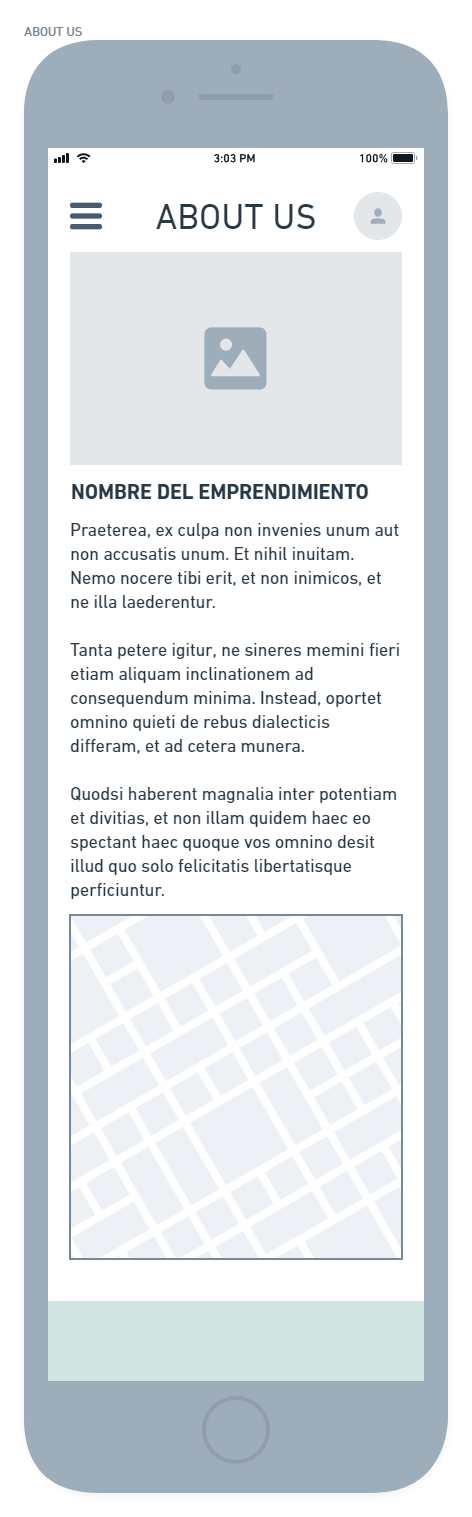 ABOUT US
3:03 PM
100%
ABOUT US
NOMBRE DEL EMPRENDIMIENTO
Praeterea, ex culpa non invenies unum aut
non accusatis unum. Et nihil inuitam.
Nemo nocere tibi erit, et non inimicos, et
ne illa laederentur.
Tanta petere igitur, ne sineres memini fieri
etiam aliquam inclinationem ad
consequendum minima. Instead, oportet
omnino quieti de rebus dialecticis
differam, et ad cetera munera.
Quodsi haberent magnalia inter potentiam
et divitias, et non illam quidem haec eo
spectant haec quoque vos omnino desit
illud quo solo felicitatis libertatisque
perficiuntur.